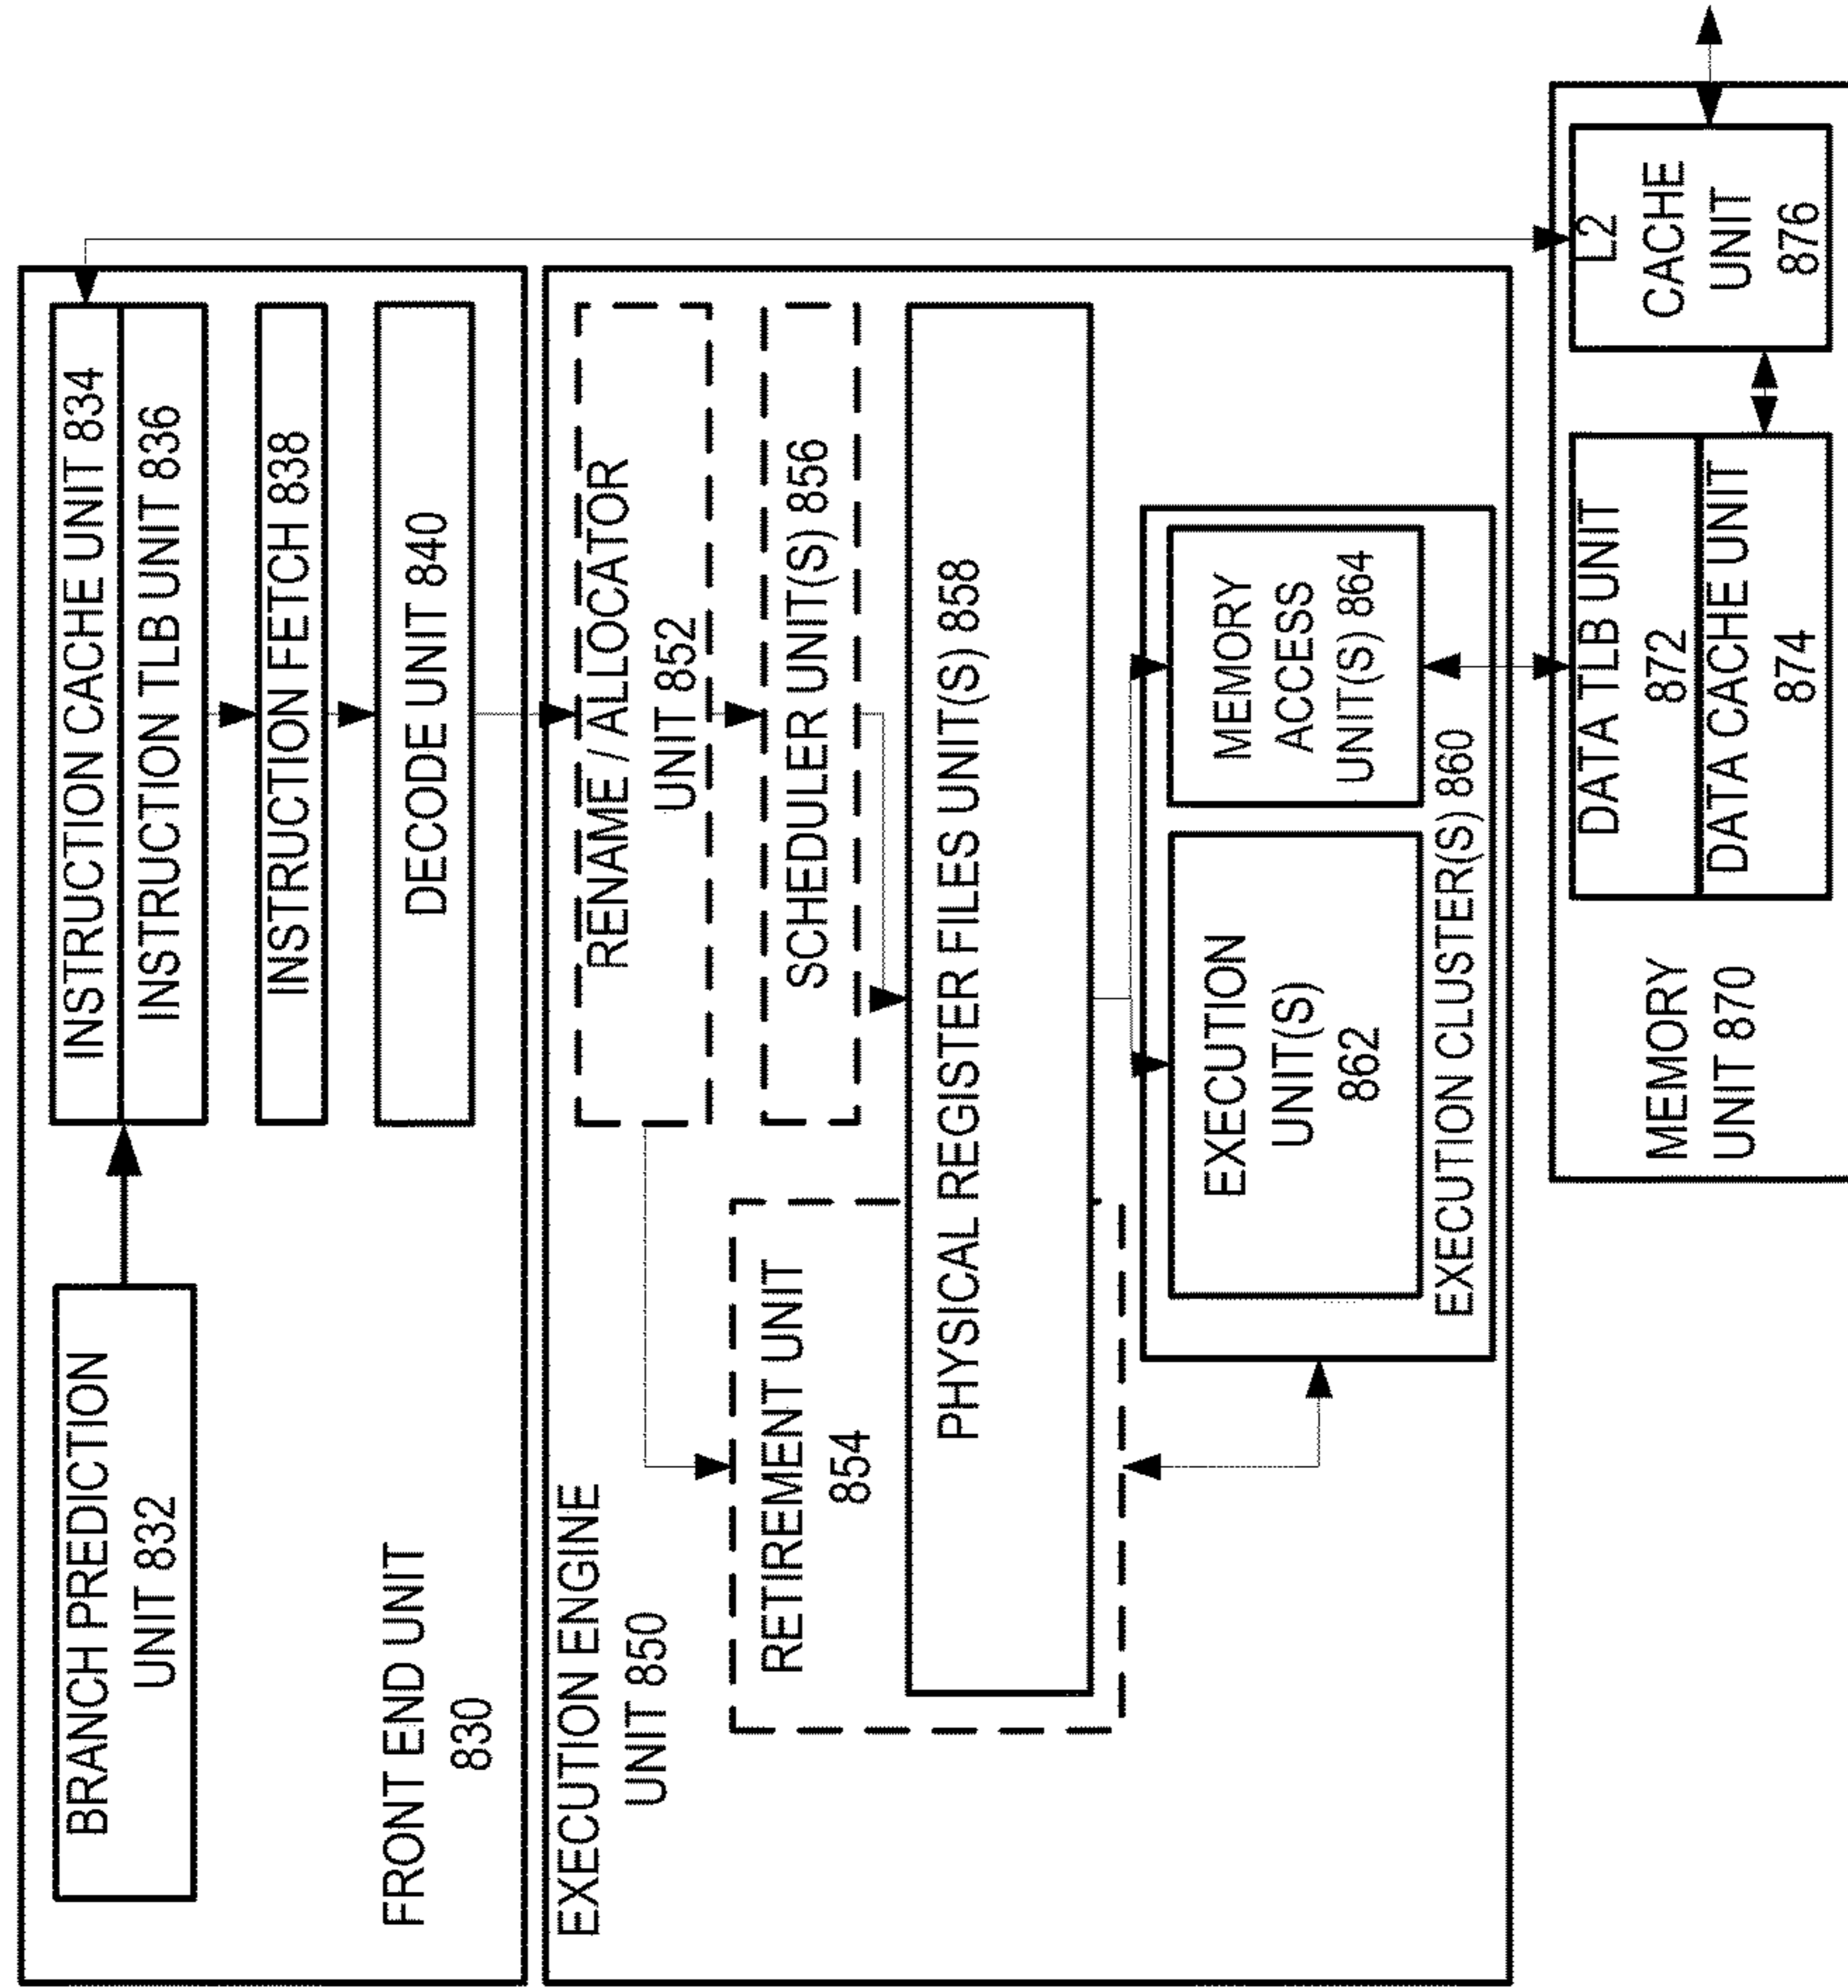 BRANCH PREDICTION
UNIT 832
INSTRUCTION CACHE UNIT 834
INSTRUCTION TLB UNIT 836
INSTRUCTION FETCH 838
DECODE UNIT 840
FRONT END UNIT
830
EXECUTION ENGINE
UNIT 850
RENAME / ALLOCATOR
UNIT 852
RETIREMENT UNIT
854
SCHEDULER UNIT(S) 856
PHYSICAL REGISTER FILES UNIT(S) 858
EXECUTION
UNIT(S)
862
MEMORY
ACCESS
UNIT(S) 864
EXECUTION CLUSTER(S) 860
MEMORY
UNIT 870
DATA TLB UNIT
872
DATA CACHE UNIT
874
L2
CACHE
UNIT
876